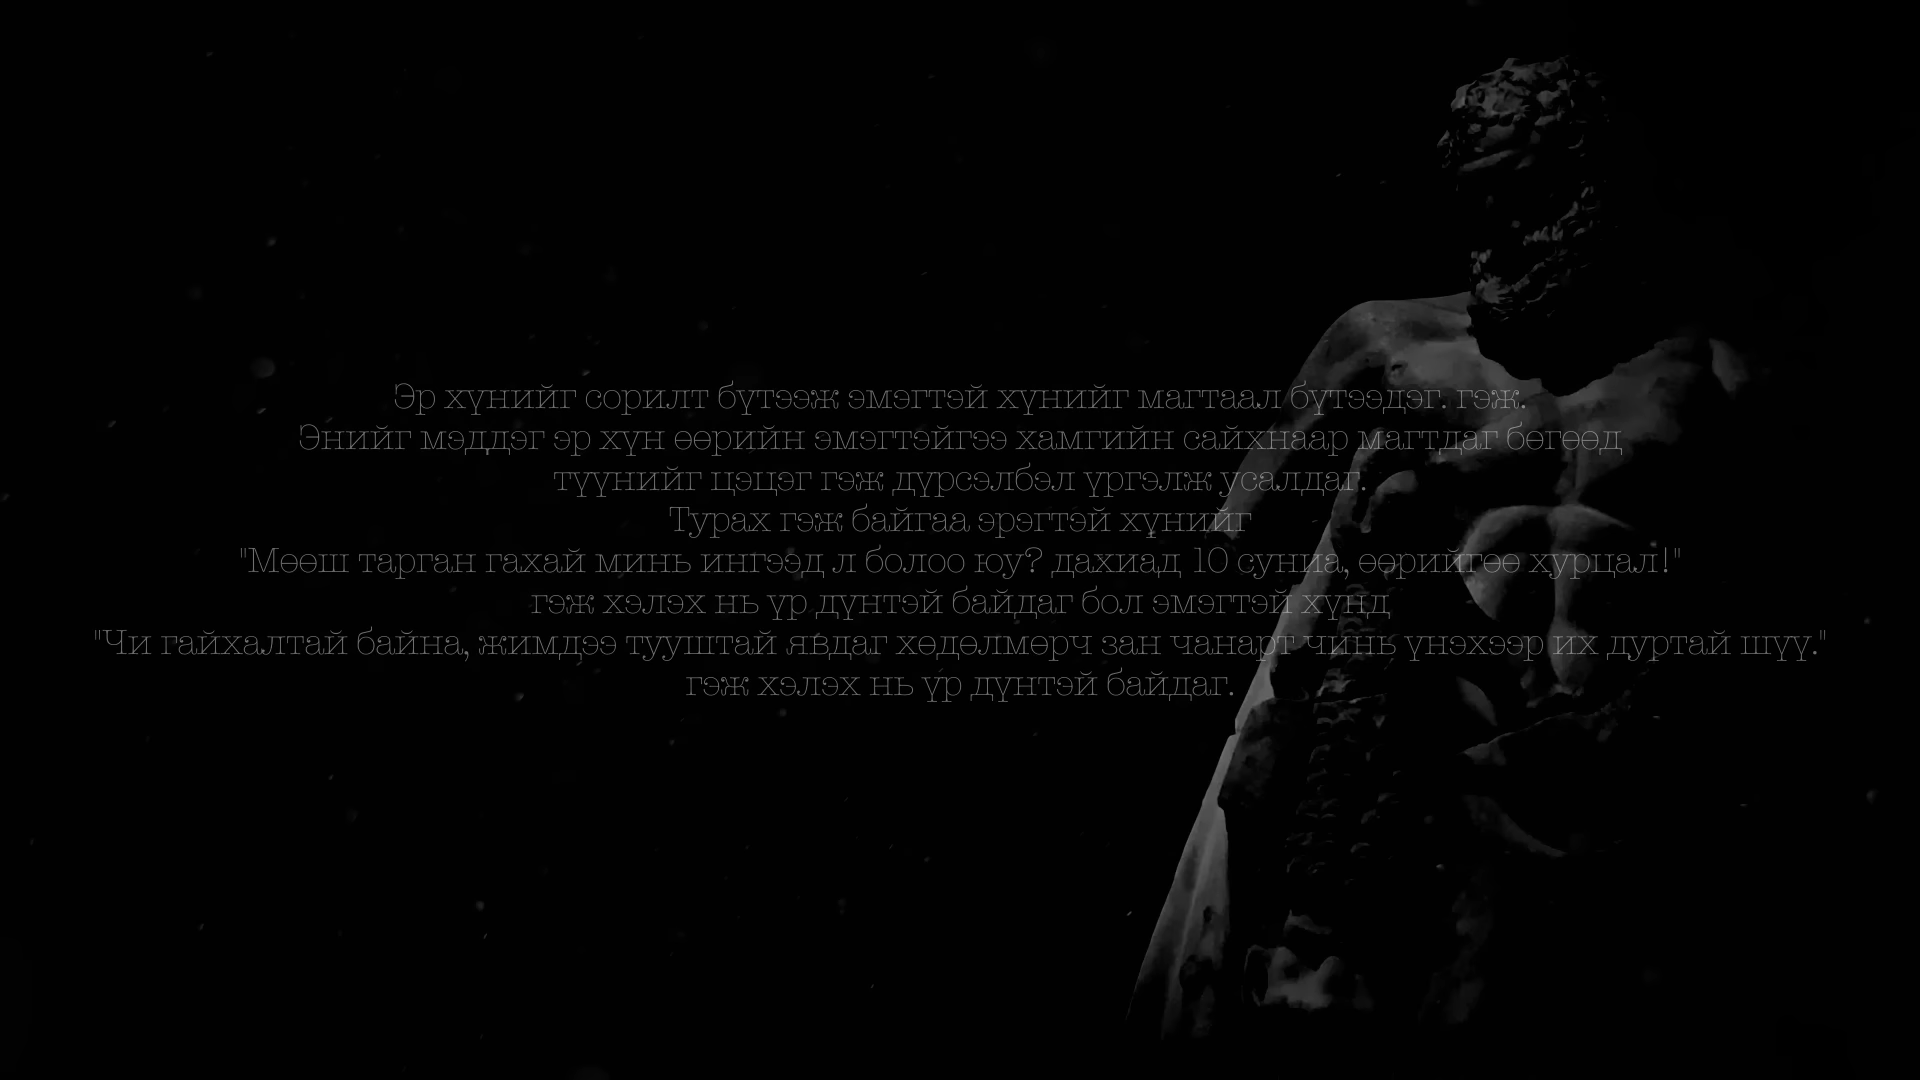 Эр хүнийг сорилт бүтээж эмэгтэй хүнийг магтаал бүтээдэг. гэж.
Энийг мэддэг эр хүн өөрийн эмэгтэйгээ хамгийн сайхнаар магтдаг бөгөөд
түүнийг цэцэг гэж дүрсэлбэл үргэлж усалдаг.
Турах гэж байгаа эрэгтэй хүнийг
"Мөөш тарган гахай минь ингээд л болоо юу? дахиад 10 суниа, өөрийгөө хурцал!"
гэж хэлэх нь үр дүнтэй байдаг бол эмэгтэй хүнд
"Чи гайхалтай байна, жимдээ тууштай явдаг хөдөлмөрч зан чанарт чинь үнэхээр их дуртай шүү."
гэж хэлэх нь үр дүнтэй байдаг.